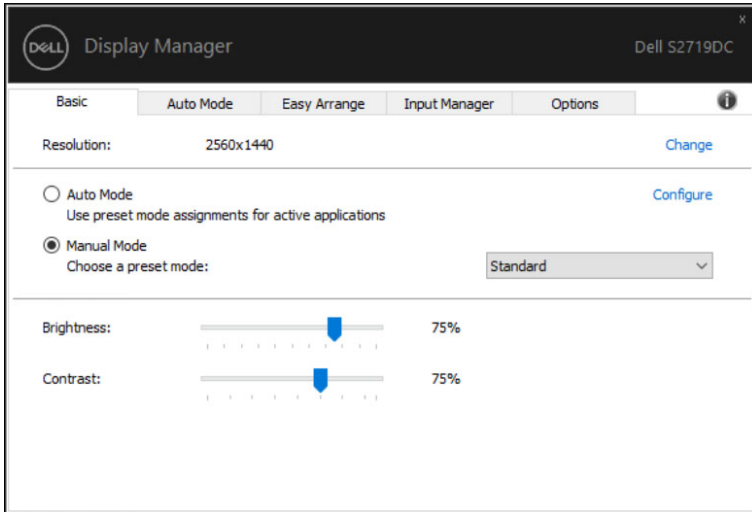 DELL Display Manager Dell S2719DC
x
Basic Auto Mode Easy Arrange Input Manager Options i
Resolution: 2560x1440 Change
Auto Mode Configure
Use preset mode assignments for active applications
Manual Mode
Choose a preset mode: Standard
Brightness: 75%
Contrast: 75%